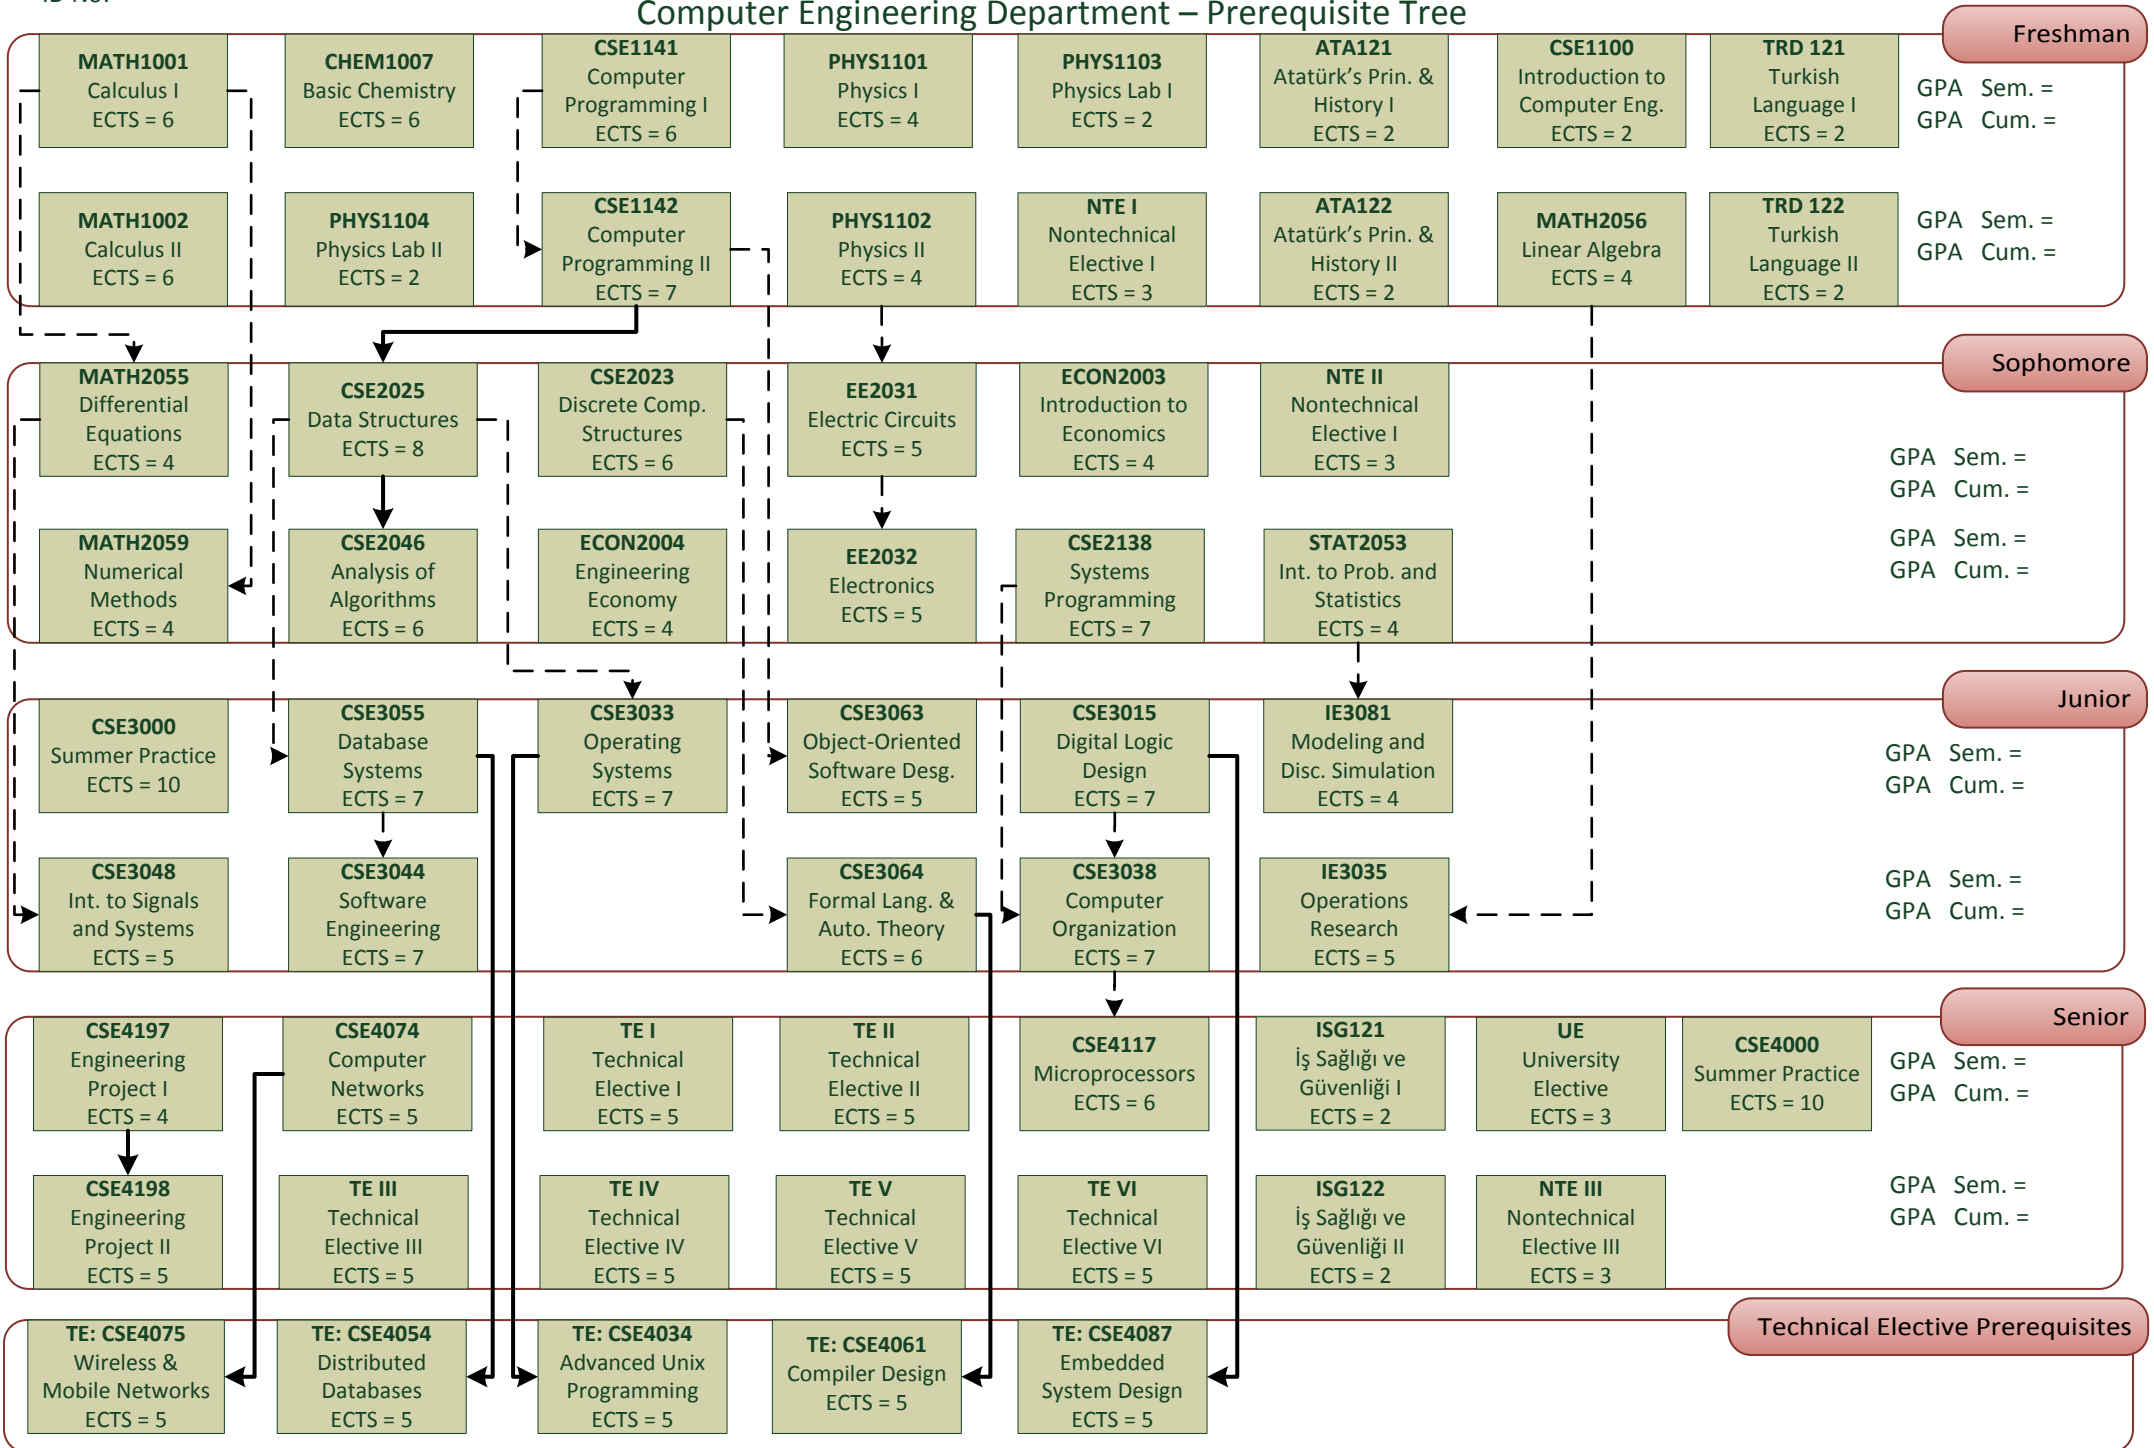 Computer Engineering Department – Prerequisite Tree
Freshman
MATH1001
Calculus I
ECTS = 6
CHEM1007
Basic Chemistry
ECTS = 6
CSE1141
Computer
Programming I
ECTS = 6
PHYS1101
Physics I
ECTS = 4
PHYS1103
Physics Lab I
ECTS = 2
ATA121
Atatürk's Prin. &
History I
ECTS = 2
CSE1100
Introduction to
Computer Eng.
ECTS = 2
TRD 121
Turkish
Language I
ECTS = 2
GPA Sem. =
GPA Cum. =
MATH1002
Calculus II
ECTS = 6
PHYS1104
Physics Lab II
ECTS = 2
CSE1142
Computer
Programming II
ECTS = 7
PHYS1102
Physics II
ECTS = 4
NTE I
Nontechnical
Elective I
ECTS = 3
ATA122
Atatürk's Prin. &
History II
ECTS = 2
MATH2056
Linear Algebra
ECTS = 4
TRD 122
Turkish
Language II
ECTS = 2
GPA Sem. =
GPA Cum. =
Sophomore
MATH2055
Differential
Equations
ECTS = 4
CSE2025
Data Structures
ECTS = 8
CSE2023
Discrete Comp.
Structures
ECTS = 6
EE2031
Electric Circuits
ECTS = 5
ECON2003
Introduction to
Economics
ECTS = 4
NTE II
Nontechnical
Elective I
ECTS = 3
GPA Sem. =
GPA Cum. =
MATH2059
Numerical
Methods
ECTS = 4
CSE2046
Analysis of
Algorithms
ECTS = 6
ECON2004
Engineering
Economy
ECTS = 4
EE2032
Electronics
ECTS = 5
CSE2138
Systems
Programming
ECTS = 7
STAT2053
Int. to Prob. and
Statistics
ECTS = 4
GPA Sem. =
GPA Cum. =
Junior
CSE3000
Summer Practice
ECTS = 10
CSE3055
Database
Systems
ECTS = 7
CSE3033
Operating
Systems
ECTS = 7
CSE3063
Object-Oriented
Software Desg.
ECTS = 5
CSE3015
Digital Logic
Design
ECTS = 7
IE3081
Modeling and
Disc. Simulation
ECTS = 4
GPA Sem. =
GPA Cum. =
CSE3048
Int. to Signals
and Systems
ECTS = 5
CSE3044
Software
Engineering
ECTS = 7
CSE3064
Formal Lang. &
Auto. Theory
ECTS = 6
CSE3038
Computer
Organization
ECTS = 7
IE3035
Operations
Research
ECTS = 5
GPA Sem. =
GPA Cum. =
Senior
CSE4197
Engineering
Project I
ECTS = 4
CSE4074
Computer
Networks
ECTS = 5
TE I
Technical
Elective I
ECTS = 5
TE II
Technical
Elective II
ECTS = 5
CSE4117
Microprocessors
ECTS = 6
ISG121
İş Sağlığı ve
Güvenliği I
ECTS = 2
UE
University
Elective
ECTS = 3
CSE4000
Summer Practice
ECTS = 10
GPA Sem. =
GPA Cum. =
CSE4198
Engineering
Project II
ECTS = 5
TE III
Technical
Elective III
ECTS = 5
TE IV
Technical
Elective IV
ECTS = 5
TE V
Technical
Elective V
ECTS = 5
TE VI
Technical
Elective VI
ECTS = 5
ISG122
İş Sağlığı ve
Güvenliği II
ECTS = 2
NTE III
Nontechnical
Elective III
ECTS = 3
GPA Sem. =
GPA Cum. =
Technical Elective Prerequisites
TE: CSE4075
Wireless &
Mobile Networks
ECTS = 5
TE: CSE4054
Distributed
Databases
ECTS = 5
TE: CSE4034
Advanced Unix
Programming
ECTS = 5
TE: CSE4061
Compiler Design
ECTS = 5
TE: CSE4087
Embedded
System Design
ECTS = 5